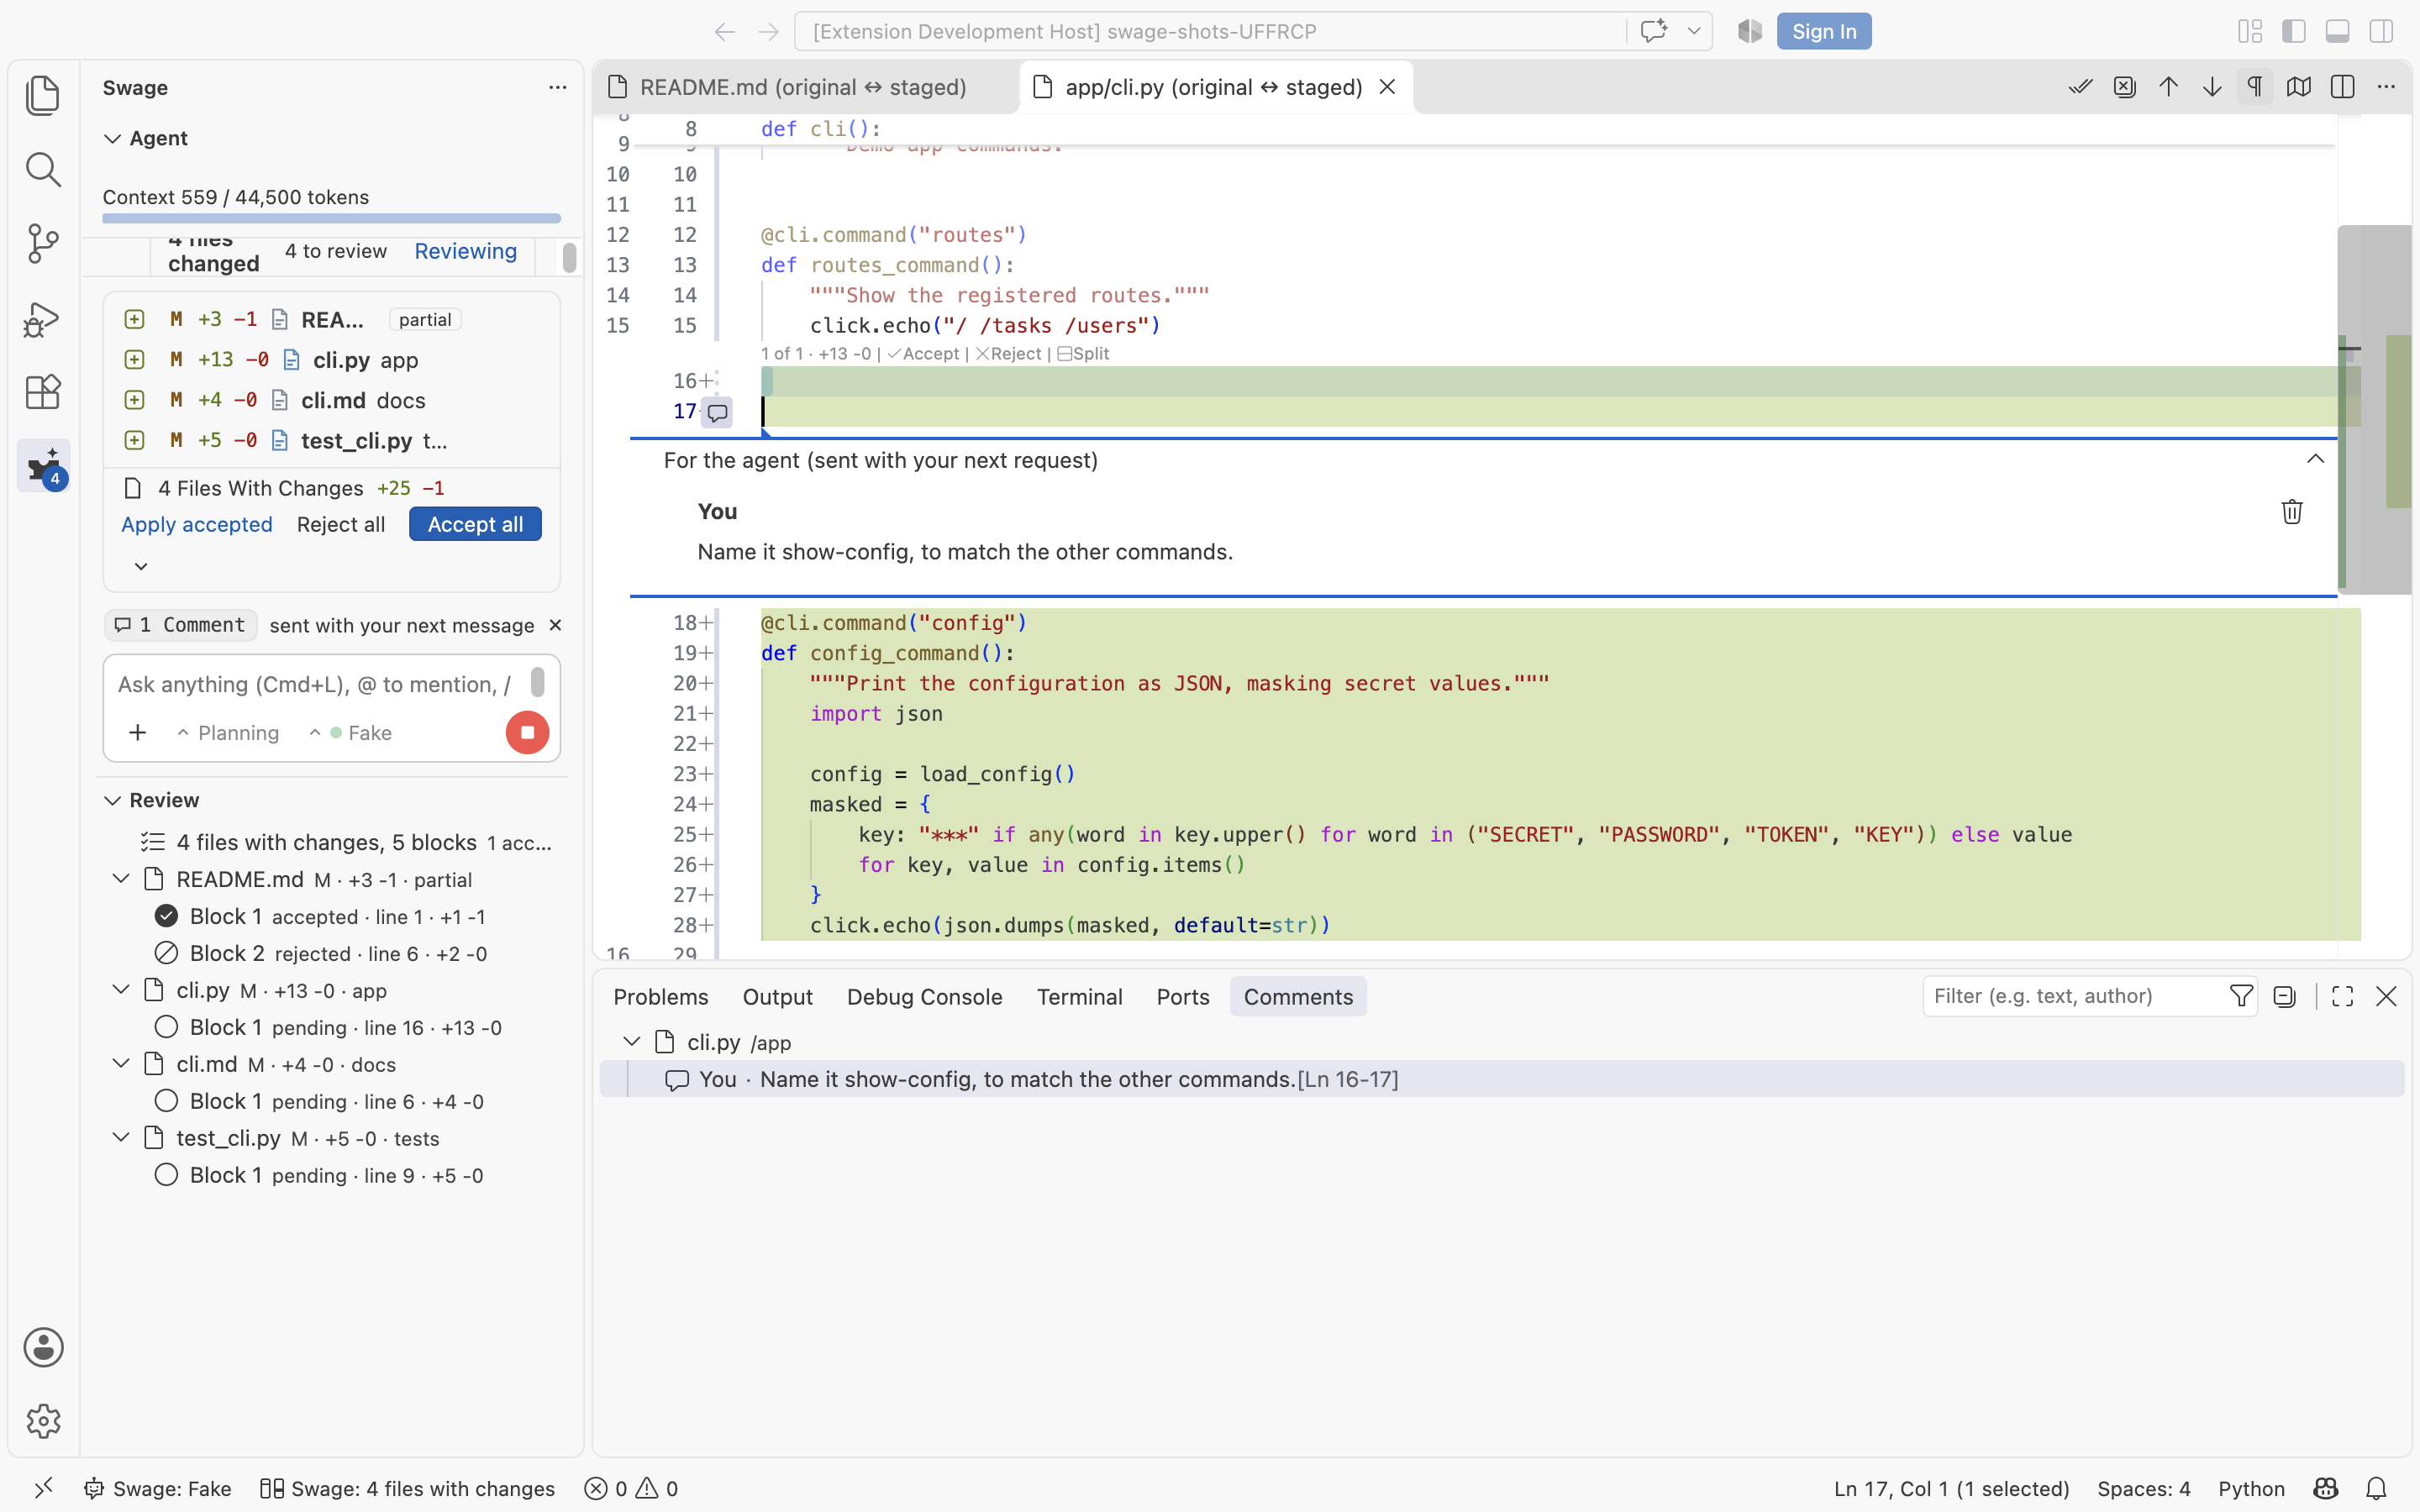 [Extension Development Host] swage-shots-UFFRCP
Sign In
Swage
Agent
Context 559 / 44,500 tokens
4 files changed
4 to review
Reviewing
M +3 −1 REA... partial
M +13 −0 cli.py app
M +4 −0 cli.md docs
M +5 −0 test_cli.py t...
4 Files With Changes +25 −1
Apply accepted
Reject all
Accept all
1 Comment sent with your next message
Ask anything (Cmd+L), @ to mention, /
Planning
Fake
Review
4 files with changes, 5 blocks 1 acc...
README.md M · +3 -1 · partial
Block 1 accepted · line 1 · +1 -1
Block 2 rejected · line 6 · +2 -0
cli.py M · +13 -0 · app
Block 1 pending · line 16 · +13 -0
cli.md M · +4 -0 · docs
Block 1 pending · line 6 · +4 -0
test_cli.py M · +5 -0 · tests
Block 1 pending · line 9 · +5 -0
4
README.md (original ↔ staged)
app/cli.py (original ↔ staged)
8 8 def cli():
9 9 Demo app commands.
10 10
11 11
12 12 @cli.command("routes")
13 13 def routes_command():
14 14 """Show the registered routes."""
15 15 click.echo("/ /tasks /users")
1 of 1 · +13 -0 | Accept | Reject | Split
16+
17
For the agent (sent with your next request)
You
Name it show-config, to match the other commands.
18+ @cli.command("config")
19+ def config_command():
20+ """Print the configuration as JSON, masking secret values."""
21+ import json
22+
23+ config = load_config()
24+ masked = {
25+ key: "***" if any(word in key.upper() for word in ("SECRET", "PASSWORD", "TOKEN", "KEY")) else value
26+ for key, value in config.items()
27+ }
28+ click.echo(json.dumps(masked, default=str))
16 29
Problems
Output
Debug Console
Terminal
Ports
Comments
Filter (e.g. text, author)
cli.py /app
You · Name it show-config, to match the other commands.[Ln 16-17]
Swage: Fake
Swage: 4 files with changes
0 0
Ln 17, Col 1 (1 selected)
Spaces: 4
Python